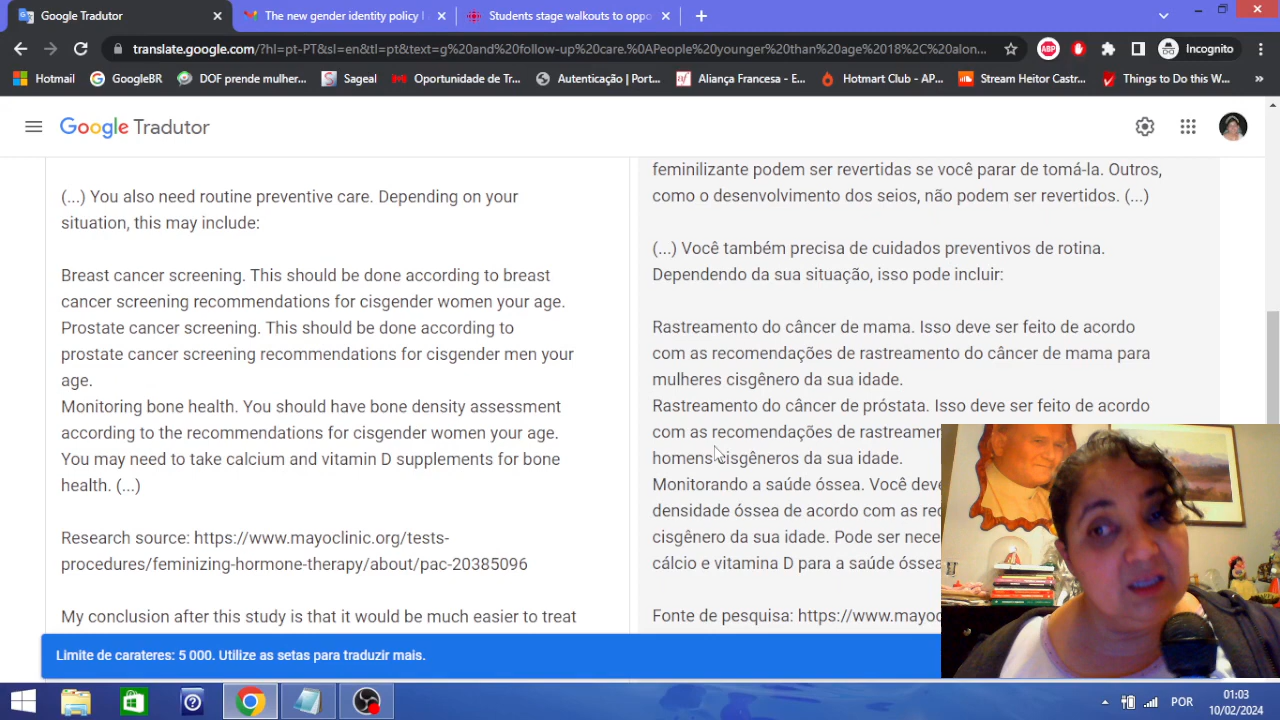 Google Tradutor
The new gender identity policy i
Students stage walkouts to oppo
translate.google.com/?hl=pt-PT&sl=en&tl=pt&text=g%20and%20follow-up%20care.%0APeople%20younger%20than%20age%2018%2C%20alon...
Incognito
Hotmail
GoogleBR
DOF prende mulher...
Sageal
Oportunidade de Tr...
Autenticação | Port...
Aliança Francesa - E...
Hotmart Club - AP...
Stream Heitor Castr...
Things to Do this W...
»
Google Tradutor
(...) You also need routine preventive care. Depending on your
situation, this may include:
Breast cancer screening. This should be done according to breast
cancer screening recommendations for cisgender women your age.
Prostate cancer screening. This should be done according to
prostate cancer screening recommendations for cisgender men your
age.
Monitoring bone health. You should have bone density assessment
according to the recommendations for cisgender women your age.
You may need to take calcium and vitamin D supplements for bone
health. (...)
Research source: https://www.mayoclinic.org/tests-
procedures/feminizing-hormone-therapy/about/pac-20385096
My conclusion after this study is that it would be much easier to treat
feminilizante podem ser revertidas se você parar de tomá-la. Outros,
como o desenvolvimento dos seios, não podem ser revertidos. (...)
(...) Você também precisa de cuidados preventivos de rotina.
Dependendo da sua situação, isso pode incluir:
Rastreamento do câncer de mama. Isso deve ser feito de acordo
com as recomendações de rastreamento do câncer de mama para
mulheres cisgênero da sua idade.
Rastreamento do câncer de próstata. Isso deve ser feito de acordo
com as recomendações de rastreamen
homens cisgêneros da sua idade.
Monitorando a saúde óssea. Você deve
densidade óssea de acordo com as rec
cisgênero da sua idade. Pode ser nece
cálcio e vitamina D para a saúde óssea
Fonte de pesquisa: https://www.mayoc
Limite de carateres: 5 000. Utilize as setas para traduzir mais.
POR
01:03
10/02/2024